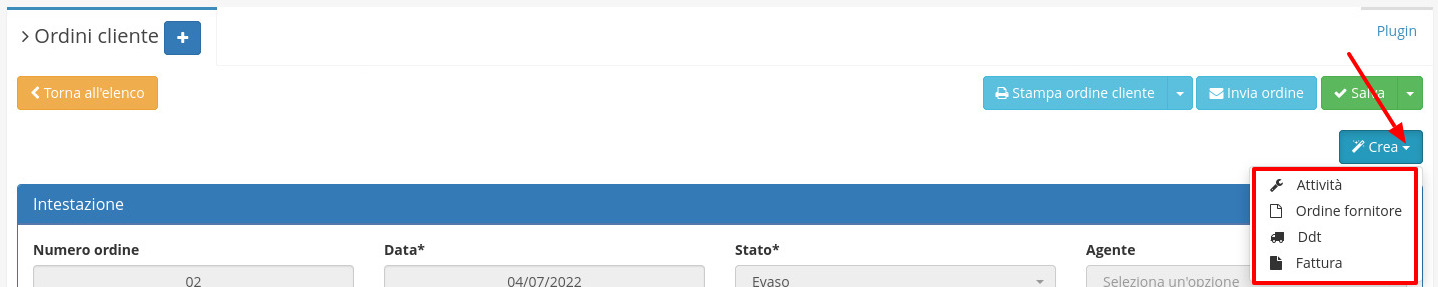 Ordini cliente
Plugin
Torna all'elenco
Stampa ordine cliente
Invia ordine
Salva
Crea
Attività
Ordine fornitore
Ddt
Fattura
Intestazione
Numero ordine
Data*
Stato*
Agente
02
04/07/2022
Evaso
Seleziona un'opzione